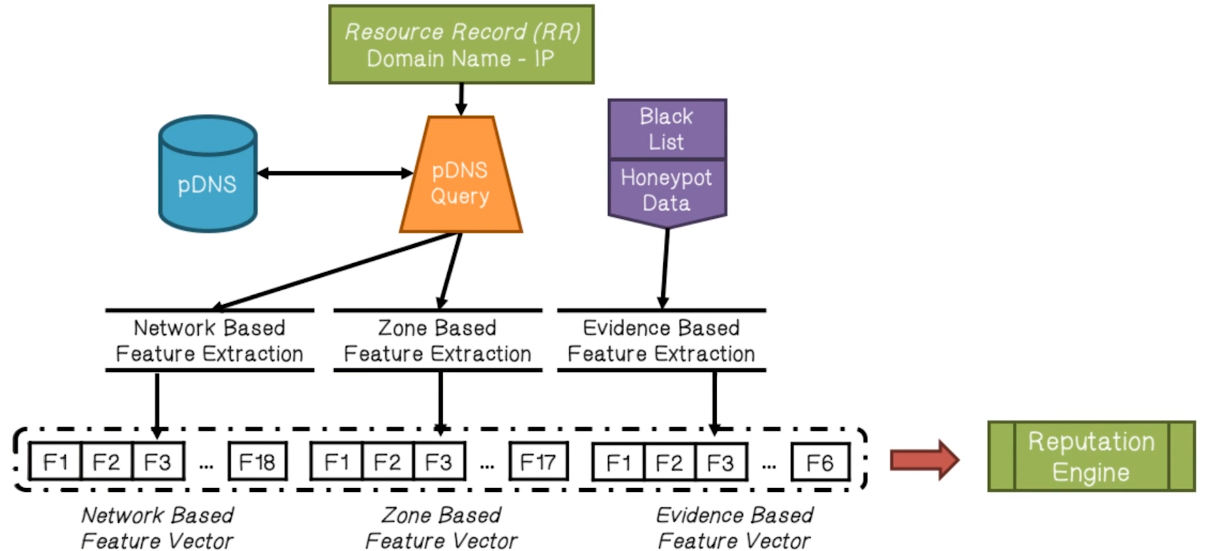 Resource Record (RR)
Domain Name - IP
pDNS
pDNS
Query
Black
List
Honeypot
Data
Network Based
Feature Extraction
Zone Based
Feature Extraction
Evidence Based
Feature Extraction
F1 F2 F3 ... F18
F1 F2 F3 ... F17
F1 F2 F3 ... F6
Network Based
Feature Vector
Zone Based
Feature Vector
Evidence Based
Feature Vector
Reputation
Engine